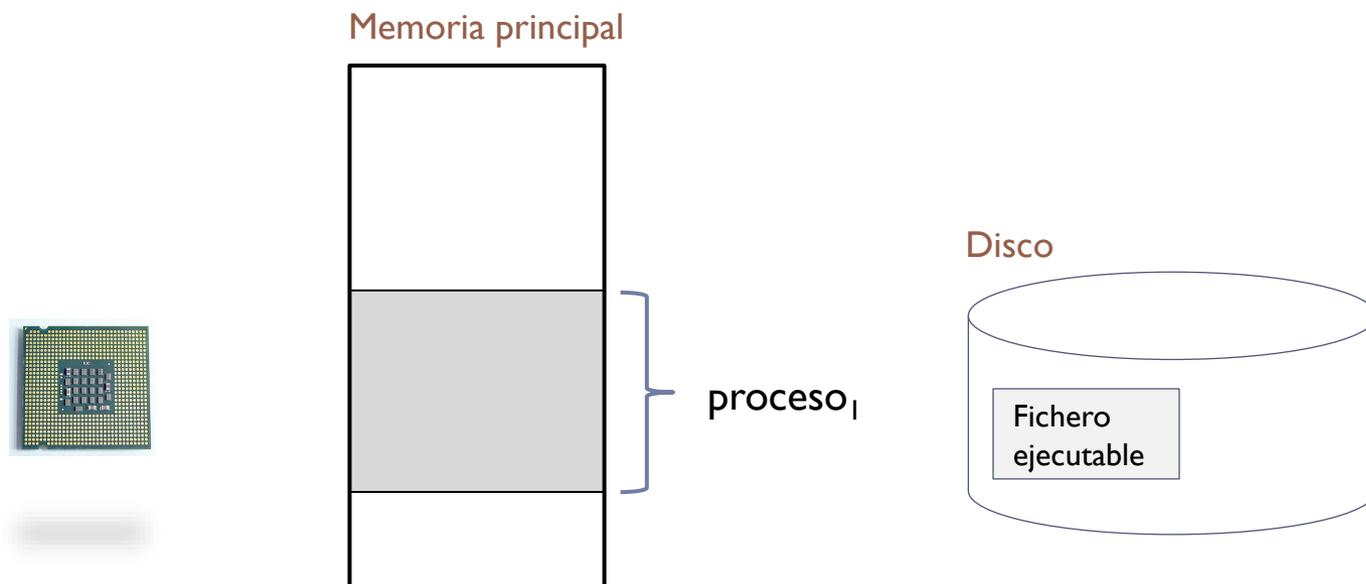 Memoria principal
Disco
proceso₁
Fichero
ejecutable